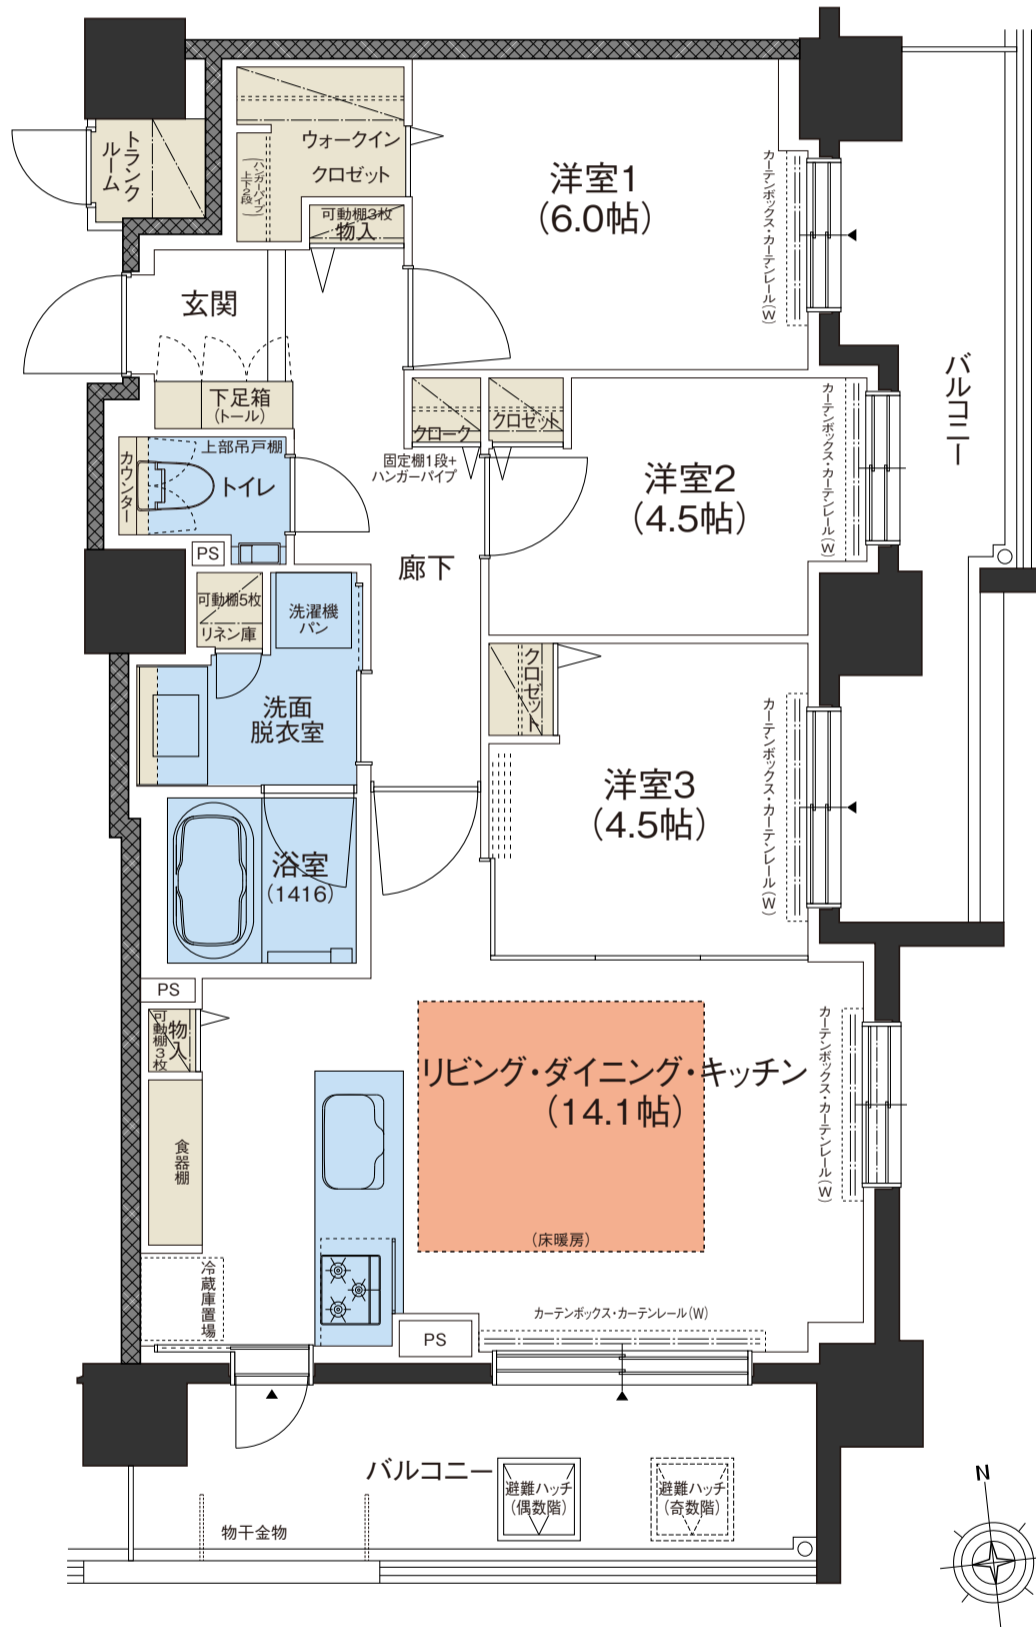 トランク
ルーム
ウォークイン
クロゼット
(ハンガーパイプ
上下2段)
可動棚3枚
物入
洋室1
(6.0帖)
カーテンボックス・カーテンレール(W)
玄関
下足箱
(トール)
上部吊戸棚
カウンター
トイレ
PS
クローク
クロゼット
固定棚1段+
ハンガーパイプ
洋室2
(4.5帖)
カーテンボックス・カーテンレール(W)
バルコニー
廊下
可動棚5枚
リネン庫
洗濯機
パン
洗面
脱衣室
クロゼット
洋室3
(4.5帖)
カーテンボックス・カーテンレール(W)
浴室
(1416)
PS
可動棚3枚
物入
食器棚
冷蔵庫置場
リビング・ダイニング・キッチン
(14.1帖)
(床暖房)
カーテンボックス・カーテンレール(W)
カーテンボックス・カーテンレール(W)
PS
バルコニー
避難ハッチ
(偶数階)
避難ハッチ
(奇数階)
物干金物
N